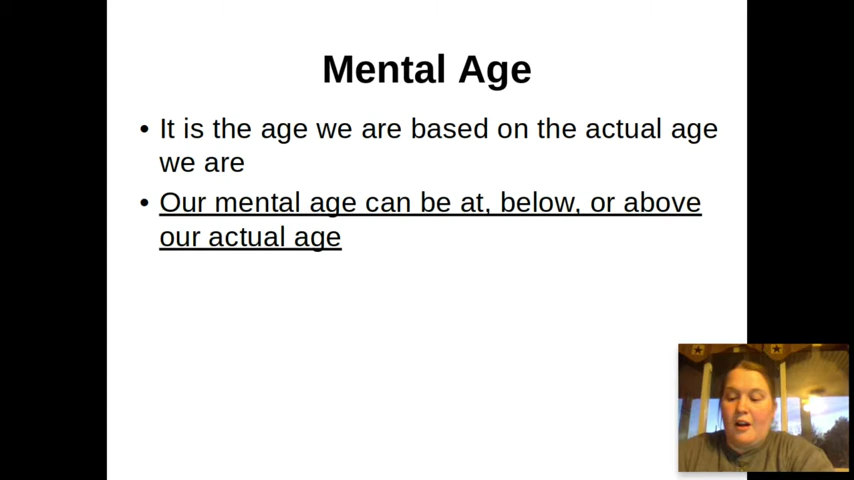 Mental Age
• It is the age we are based on the actual age
we are
• Our mental age can be at, below, or above
our actual age